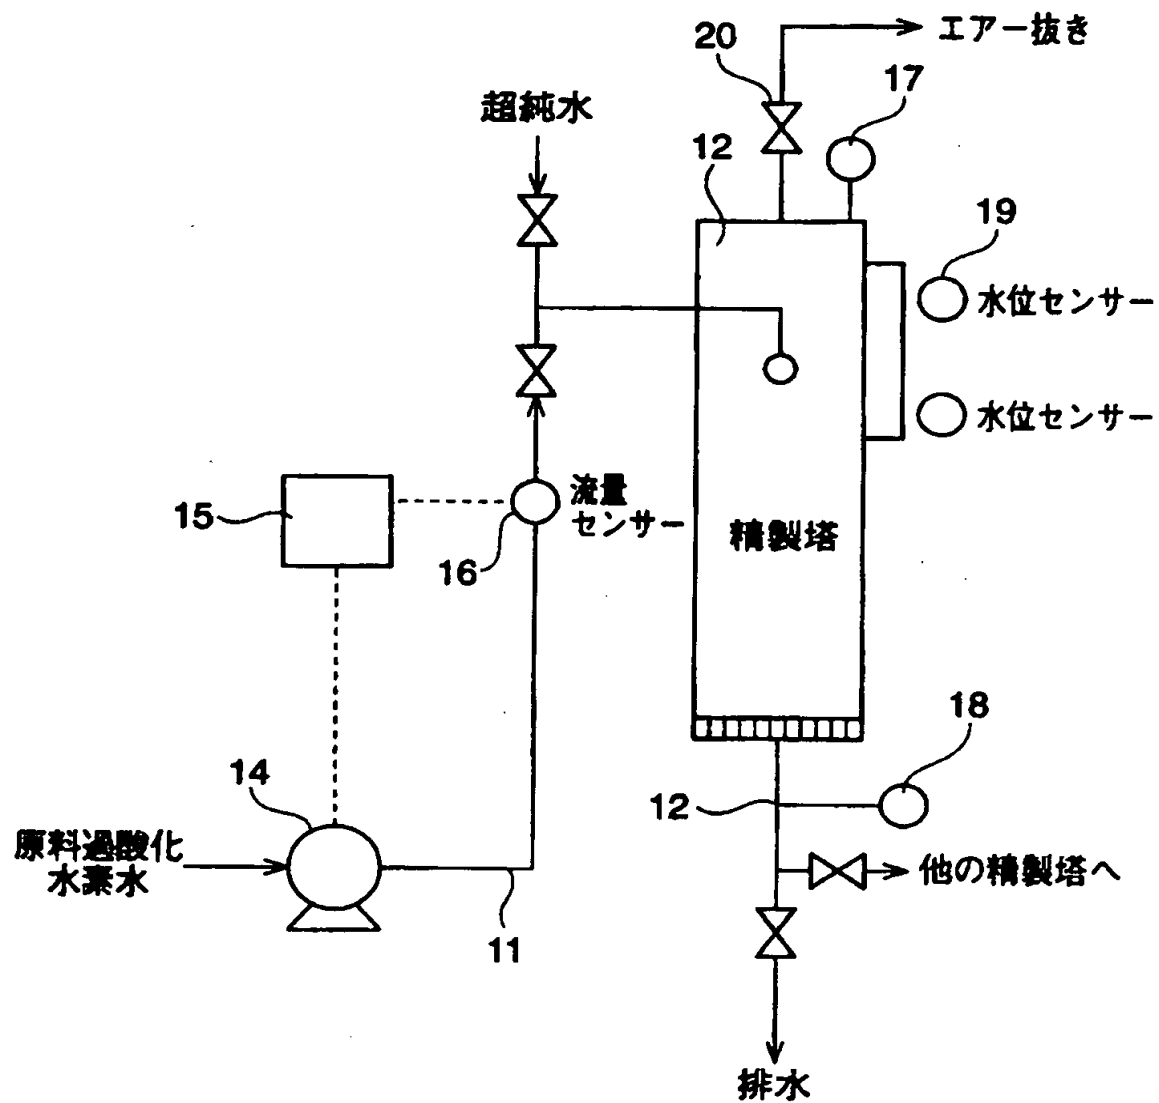 エアー抜き
20
17
超純水
12
19
水位センサー
水位センサー
流量
センサー
15
16
精製塔
18
14
12
原料過酸化
水素水
他の精製塔へ
11
排水